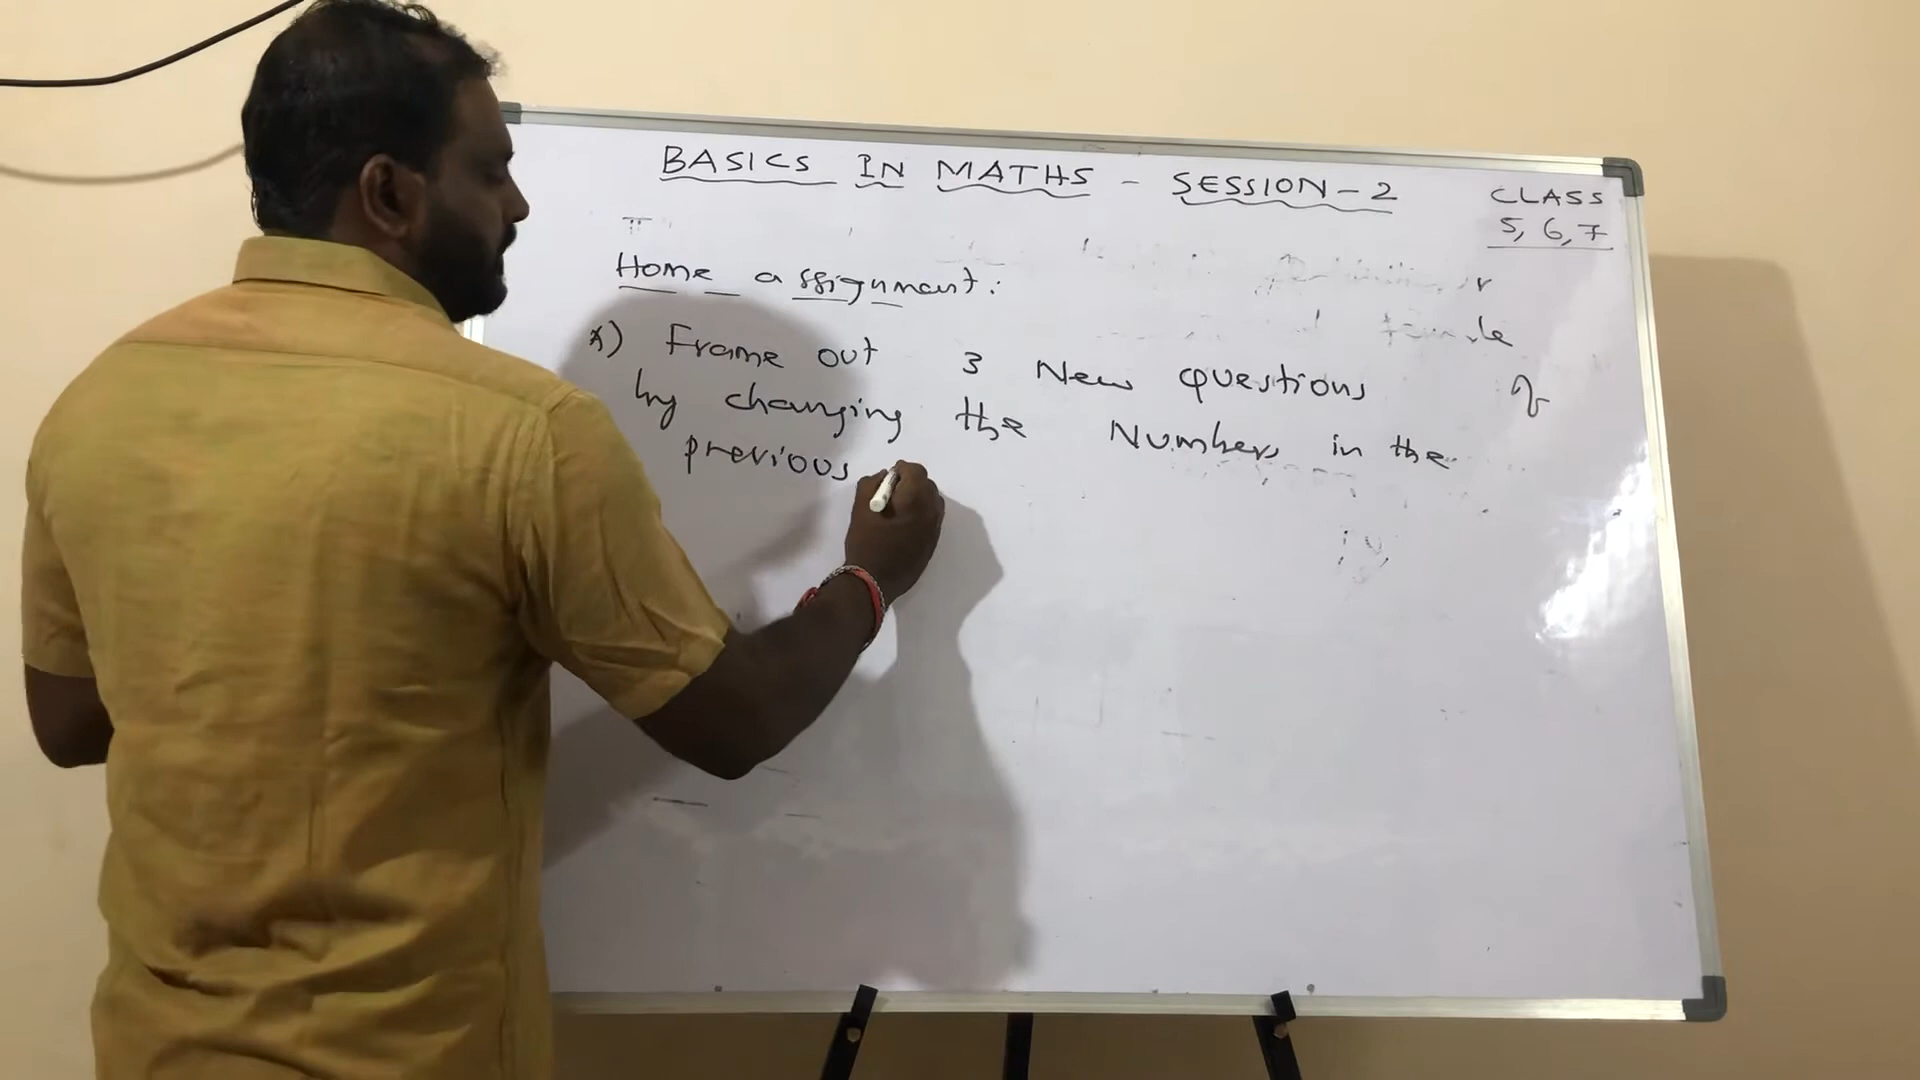 BASICS IN MATHS - SESSION - 2
CLASS
5, 6, 7
Home assignment:
Frame out 3 New questions
by changing the Numbers in the
previous